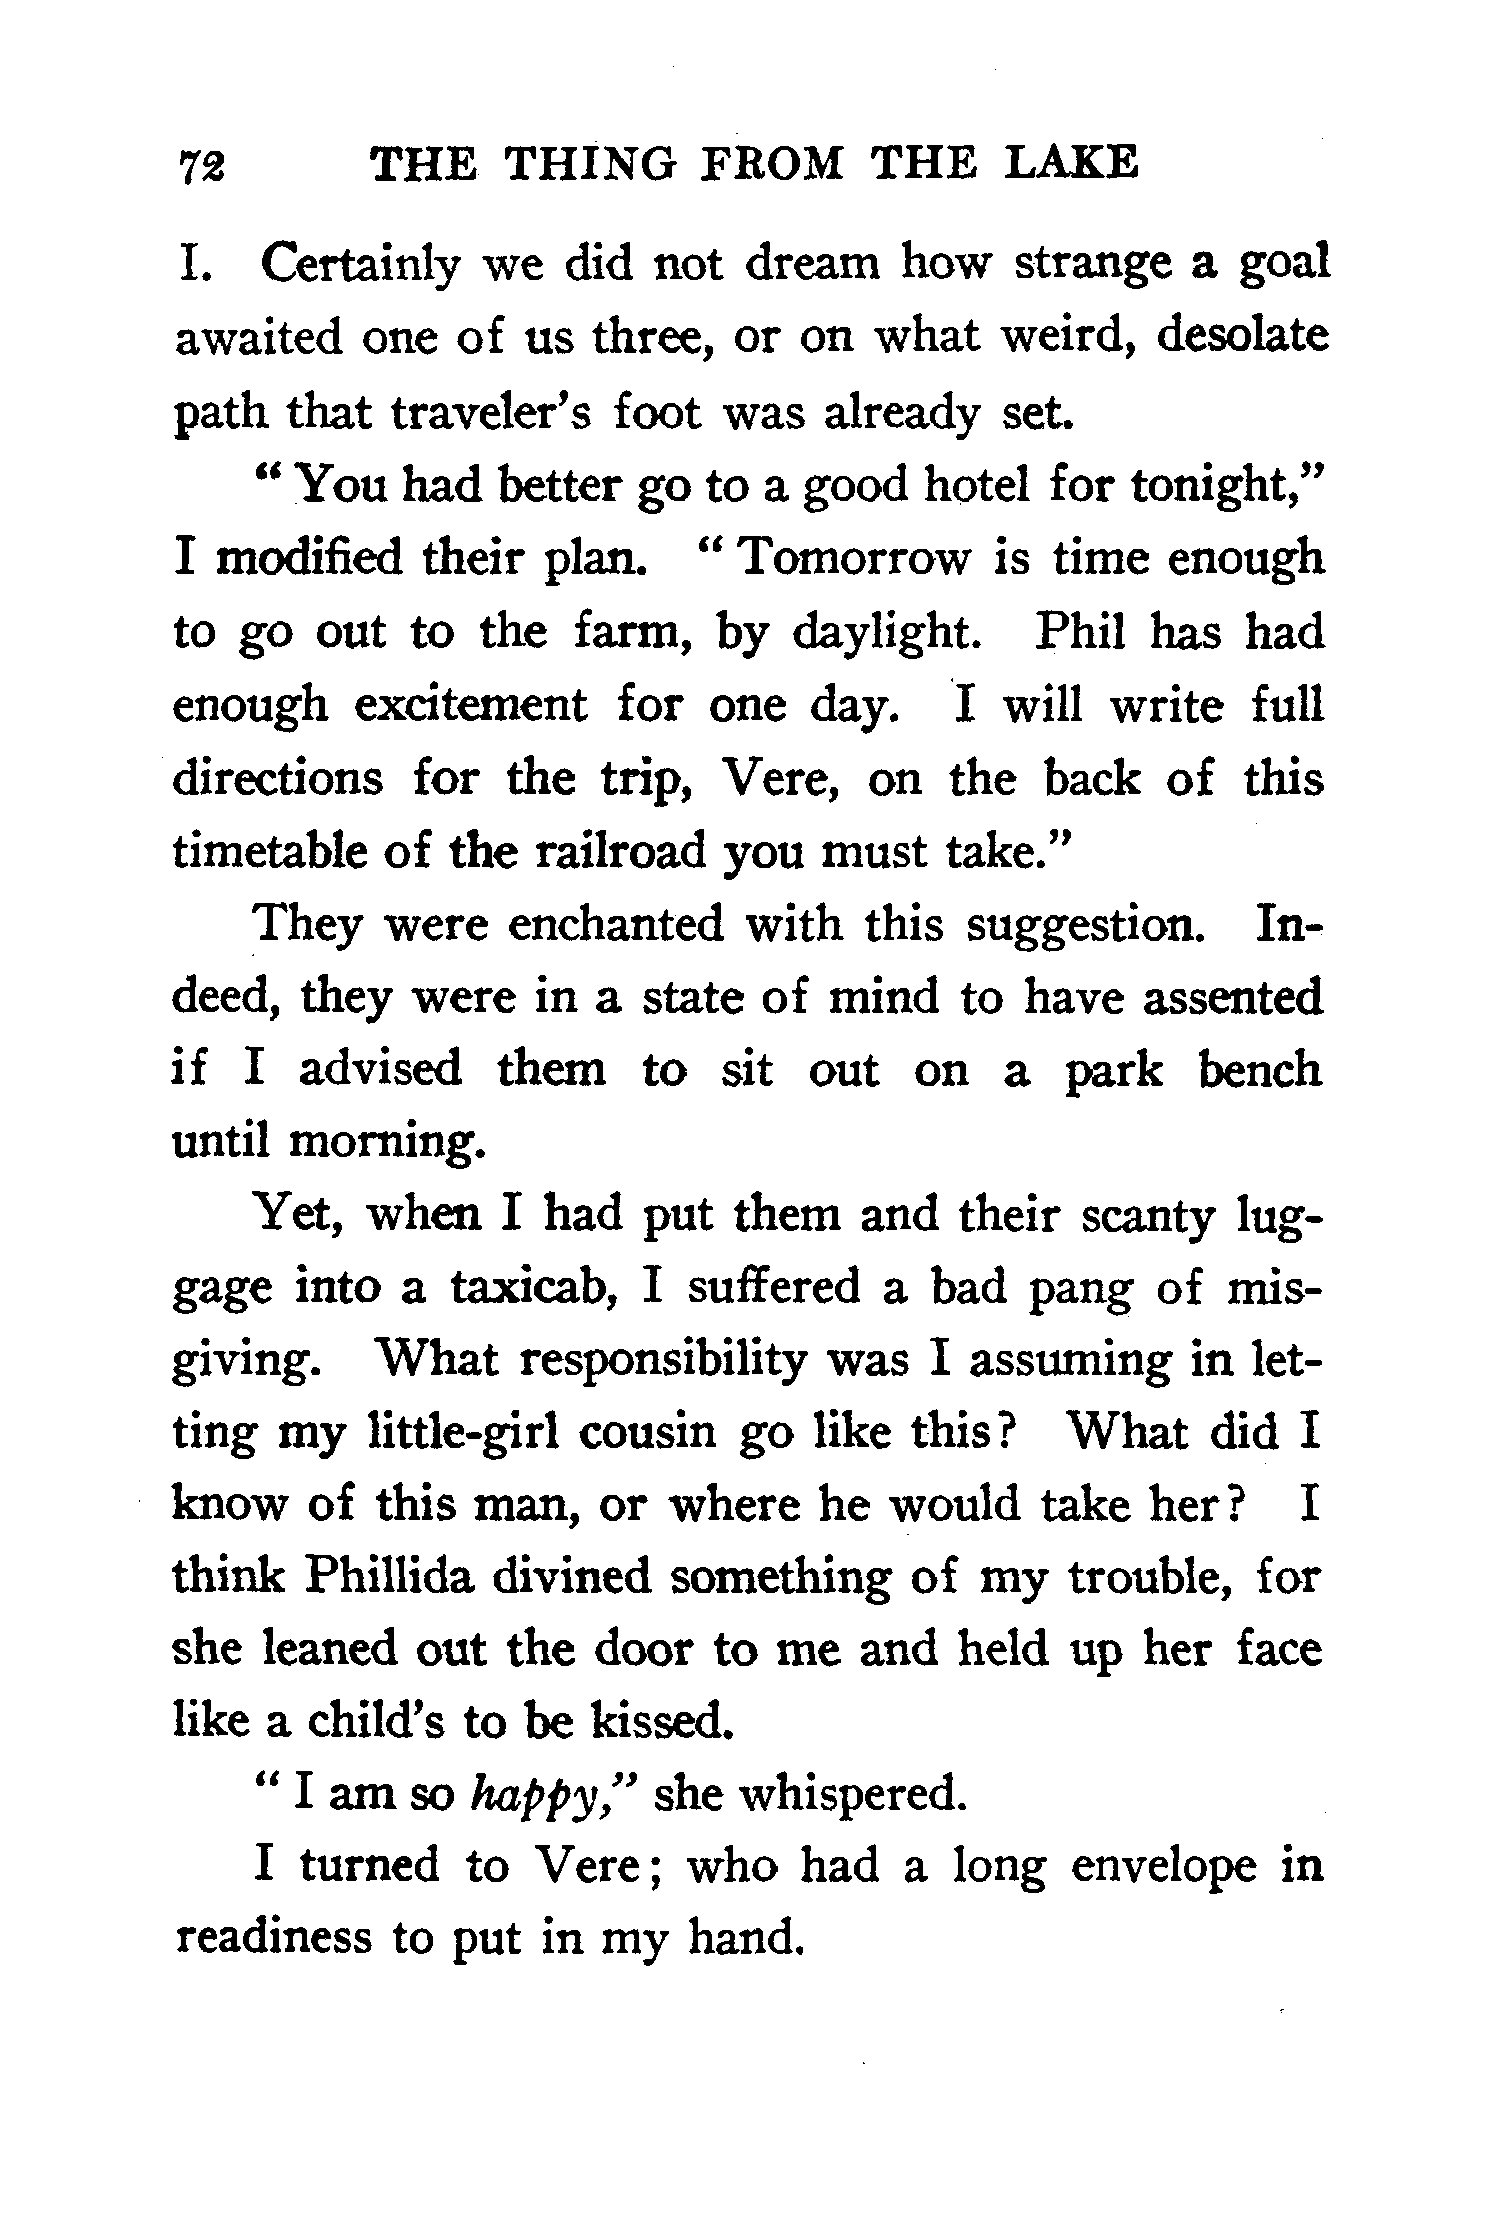 72 THE THING FROM THE LAKE
I. Certainly we did not dream how strange a goal
awaited one of us three, or on what weird, desolate
path that traveler's foot was already set.
“ You had better go to a good hotel for tonight,”
I modified their plan. “ Tomorrow is time enough
to go out to the farm, by daylight. Phil has had
enough excitement for one day. I will write full
directions for the trip, Vere, on the back of this
timetable of the railroad you must take.”
They were enchanted with this suggestion. In-
deed, they were in a state of mind to have assented
if I advised them to sit out on a park bench
until morning.
Yet, when I had put them and their scanty lug-
gage into a taxicab, I suffered a bad pang of mis-
giving. What responsibility was I assuming in let-
ting my little-girl cousin go like this? What did I
know of this man, or where he would take her? I
think Phillida divined something of my trouble, for
she leaned out the door to me and held up her face
like a child's to be kissed.
“ I am so happy,” she whispered.
I turned to Vere; who had a long envelope in
readiness to put in my hand.